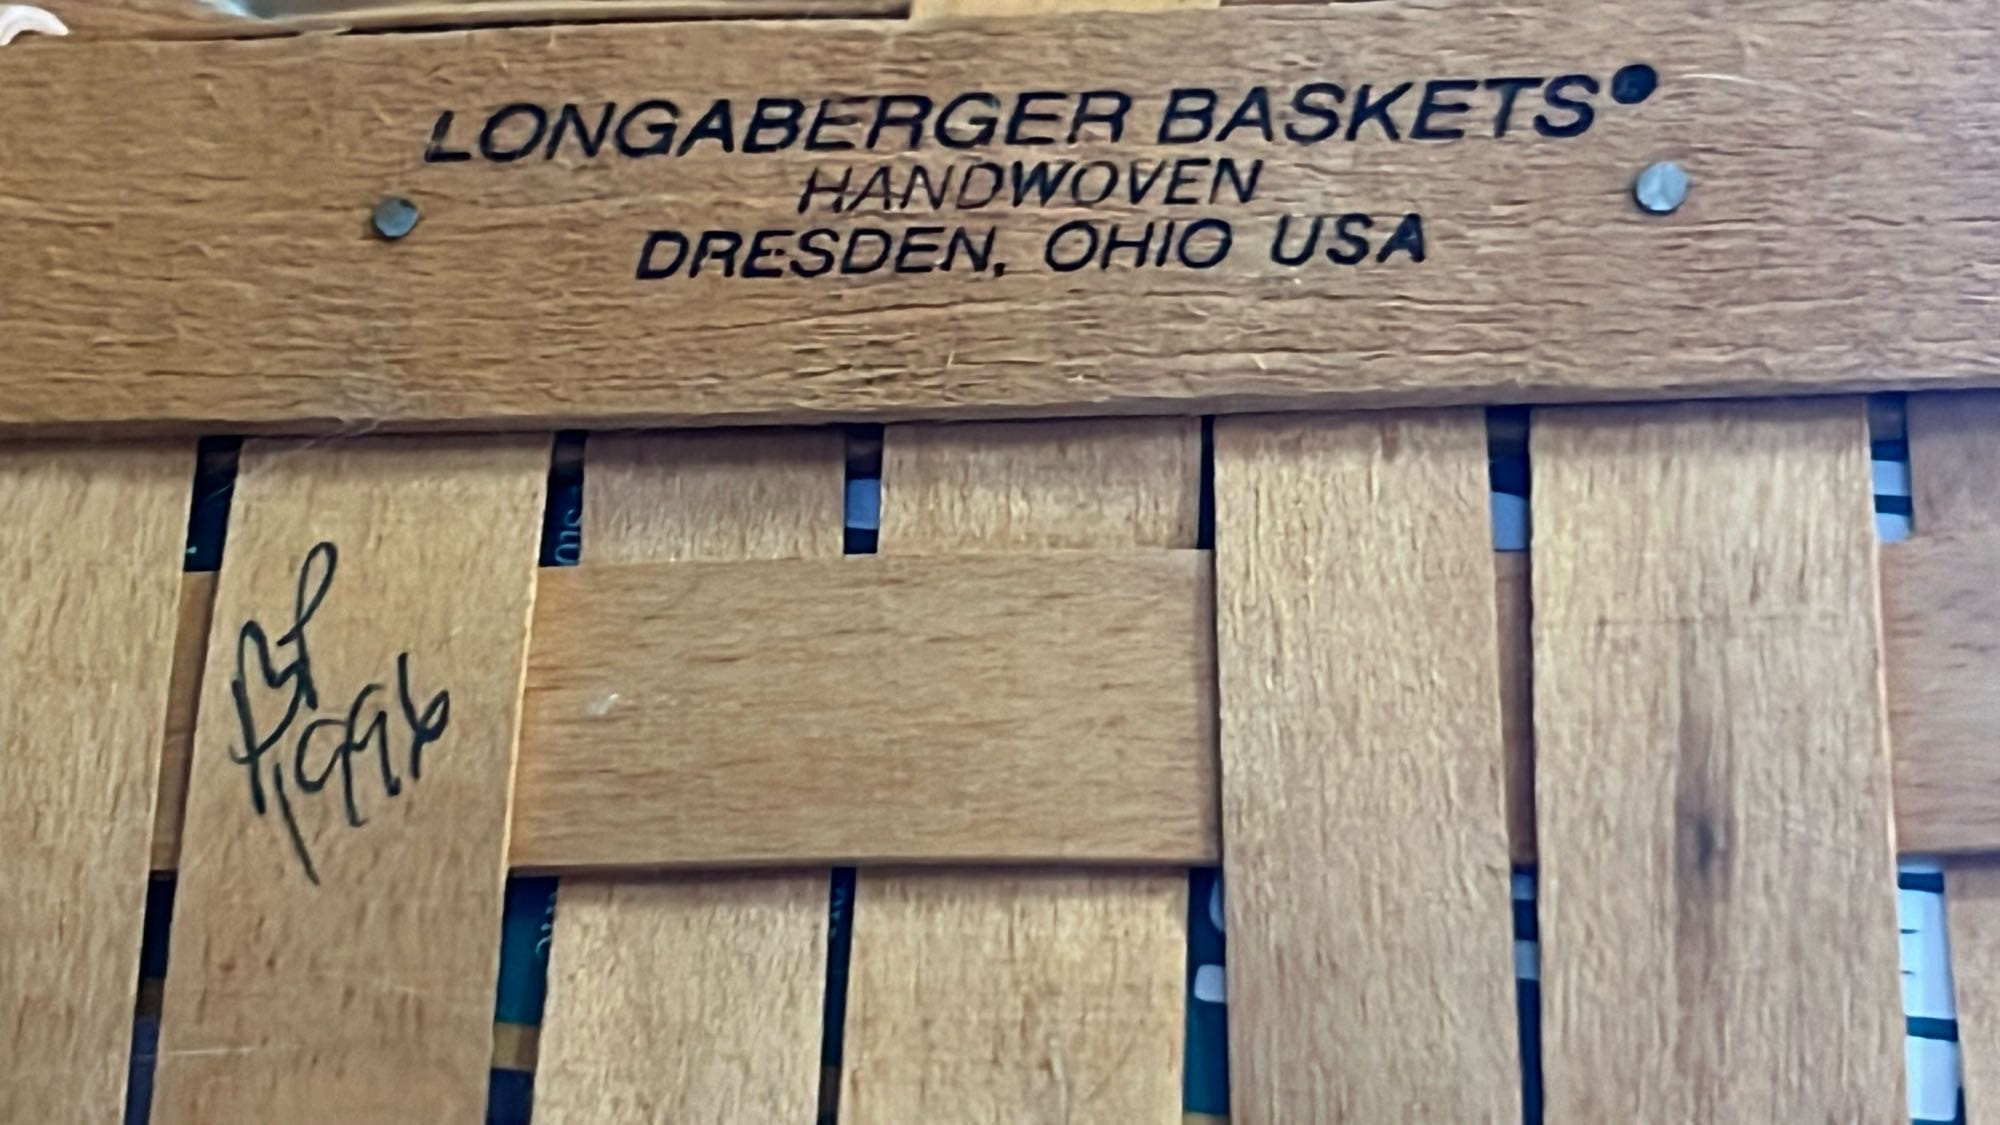 LONGABERGER BASKETS®
HANDWOVEN
DRESDEN, OHIO USA
1996